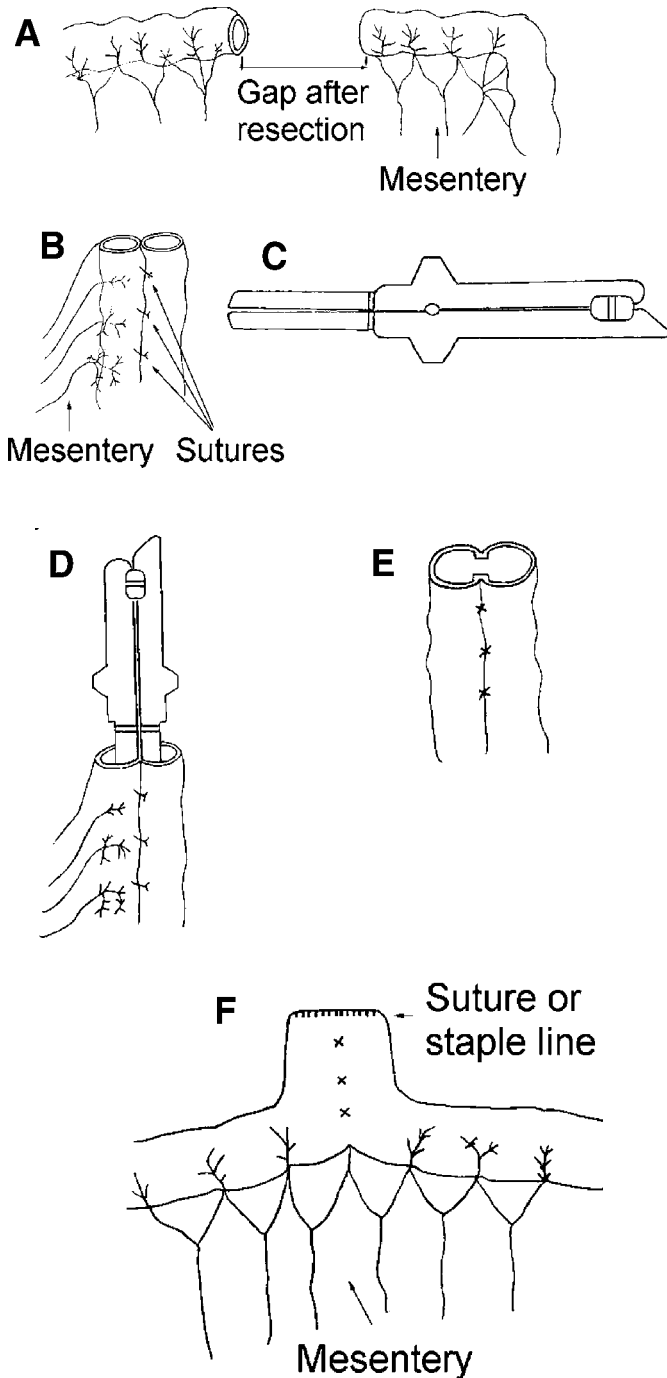 A
Gap after
resection
Mesentery
B
C
Mesentery
Sutures
D
E
F
Suture or
staple line
Mesentery